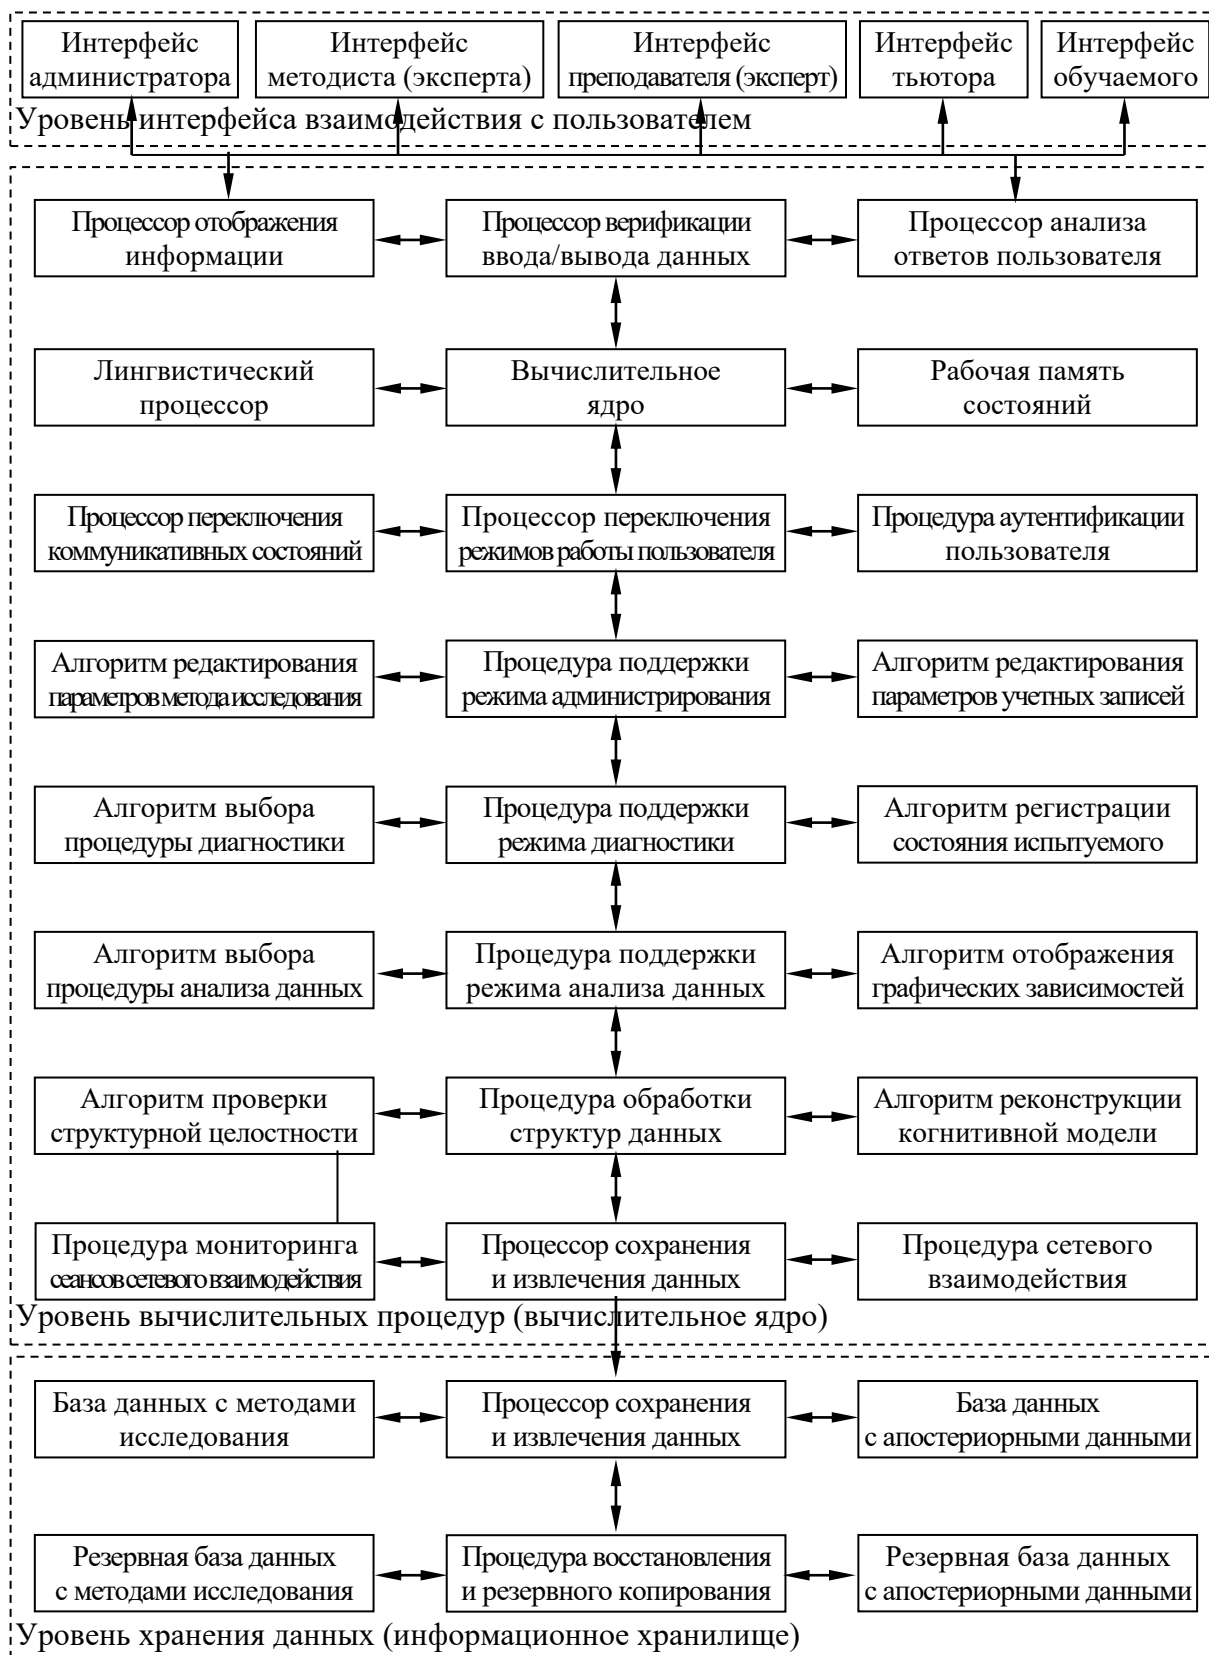 Интерфейс
администратора
Интерфейс
методиста (эксперта)
Интерфейс
преподавателя (эксперт)
Интерфейс
тьютора
Интерфейс
обучаемого
Уровень интерфейса взаимодействия с пользователем
Процессор отображения
информации
Процессор верификации
ввода/вывода данных
Процессор анализа
ответов пользователя
Лингвистический
процессор
Вычислительное
ядро
Рабочая память
состояний
Процессор переключения
коммуникативных состояний
Процессор переключения
режимов работы пользователя
Процедура аутентификации
пользователя
Алгоритм редактирования
параметров метода исследования
Процедура поддержки
режима администрирования
Алгоритм редактирования
параметров учетных записей
Алгоритм выбора
процедуры диагностики
Процедура поддержки
режима диагностики
Алгоритм регистрации
состояния испытуемого
Алгоритм выбора
процедуры анализа данных
Процедура поддержки
режима анализа данных
Алгоритм отображения
графических зависимостей
Алгоритм проверки
структурной целостности
Процедура обработки
структур данных
Алгоритм реконструкции
когнитивной модели
Процедура мониторинга
сеансов сетевого взаимодействия
Процессор сохранения
и извлечения данных
Процедура сетевого
взаимодействия
Уровень вычислительных процедур (вычислительное ядро)
База данных с методами
исследования
Процессор сохранения
и извлечения данных
База данных
с апостериорными данными
Резервная база данных
с методами исследования
Процедура восстановления
и резервного копирования
Резервная база данных
с апостериорными данными
Уровень хранения данных (информационное хранилище)